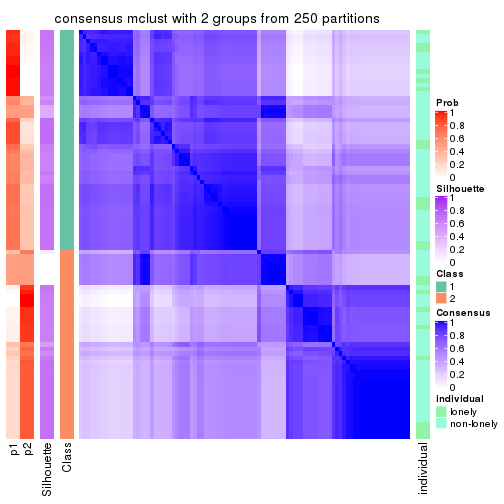 consensus mclust with 2 groups from 250 partitions
Prob
1
0.8
0.6
0.4
0.2
0
Silhouette
1
0.8
0.6
0.4
0.2
0
Class
1
2
Consensus
1
0.8
0.6
0.4
0.2
0
individual
lonely
non-lonely
p1
p2
Silhouette
Class
individual